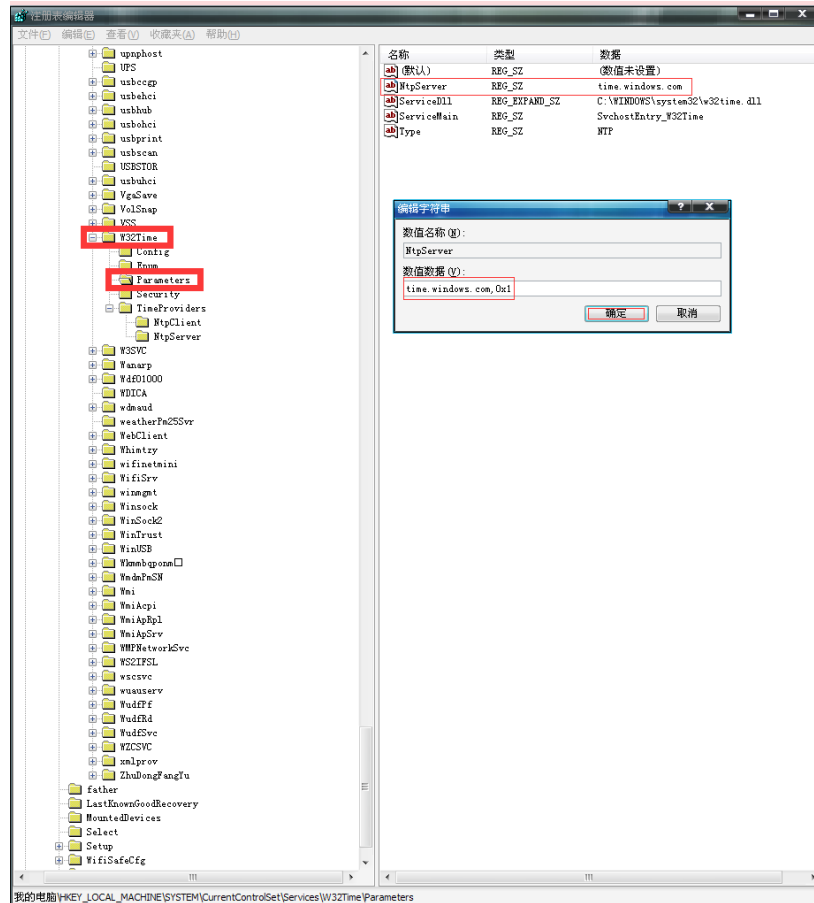 注册表编辑器
文件(F) 编辑(E) 查看(V) 收藏夹(A) 帮助(H)
upnphost
UPS
usbccgp
usbehci
usbhub
usbohci
usbprint
usbscan
USBSTOR
usbuhci
VgaSave
VolSnap
VSS
W32Time
Config
Enum
Parameters
Security
TimeProviders
NtpClient
NtpServer
W3SVC
Wanarp
Wdf01000
WDICA
wdmaud
weatherPm25Svr
WebClient
Whimtzy
wifinetmini
WifiSrv
winmgmt
Winsock
WinSock2
WinTrust
WinUSB
Wkmmbqponm□
WmdmPmSN
Wmi
WmiAcpi
WmiApRpl
WmiApSrv
WMPNetworkSvc
WS2IFSL
wscsvc
wuauserv
WudfPf
WudfRd
WudfSvc
WZCSVC
xmlprov
ZhuDongFangYu
father
LastKnownGoodRecovery
MountedDevices
Select
Setup
WifiSafeCfg
名称 类型 数据
(默认) REG_SZ (数值未设置)
NtpServer REG_SZ time.windows.com
ServiceDll REG_EXPAND_SZ C:\WINDOWS\system32\w32time.dll
ServiceMain REG_SZ SvchostEntry_W32Time
Type REG_SZ NTP
编辑字符串
数值名称(N):
NtpServer
数值数据(V):
time.windows.com,0x1
确定 取消
我的电脑\HKEY_LOCAL_MACHINE\SYSTEM\CurrentControlSet\Services\W32Time\Parameters